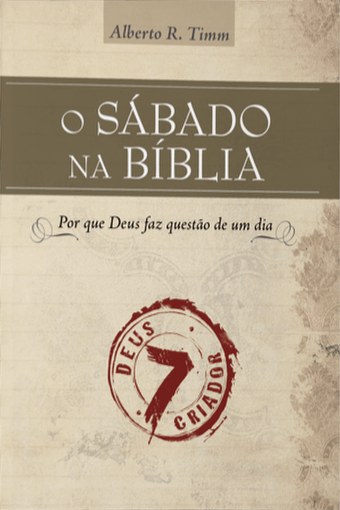 Alberto R. Timm
O SÁBADO
NA BÍBLIA
Por que Deus faz questão de um dia
DEUS
7
CRIADOR